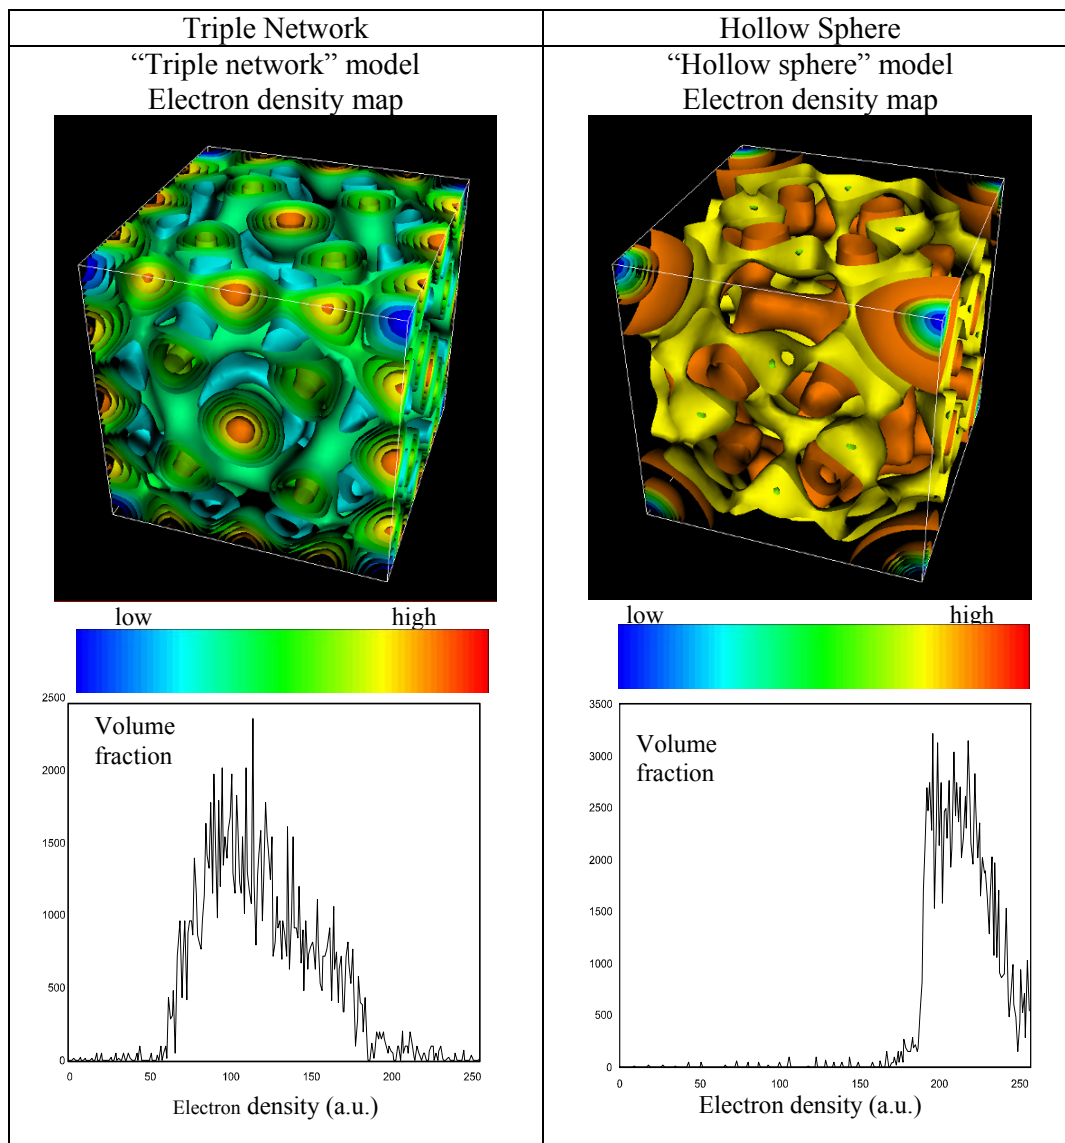 Triple Network
“Triple network” model
Electron density map
low high
2500
2000
1500
1000
500
0
Volume
fraction
0 50 100 150 200 250
Electron density (a.u.)
Hollow Sphere
“Hollow sphere” model
Electron density map
low high
3500
3000
2500
2000
1500
1000
500
0
Volume
fraction
0 50 100 150 200 250
Electron density (a.u.)